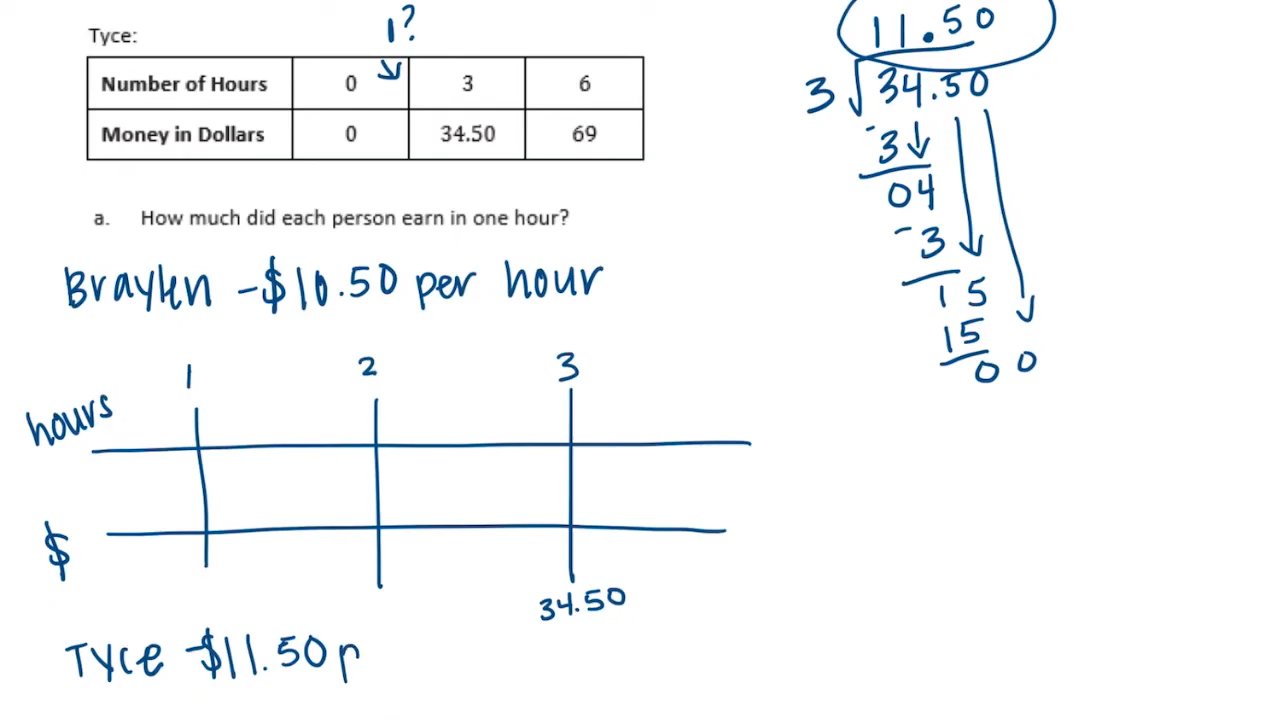 Tyce:
1?
Number of Hours 0 3 6
Money in Dollars 0 34.50 69
a. How much did each person earn in one hour?
Braylen - $10.50 per hour
1 2 3
hours
$
34.50
Tyce - $11.50 p
11.50
3 34.50
- 3
04
- 3
15
15
00